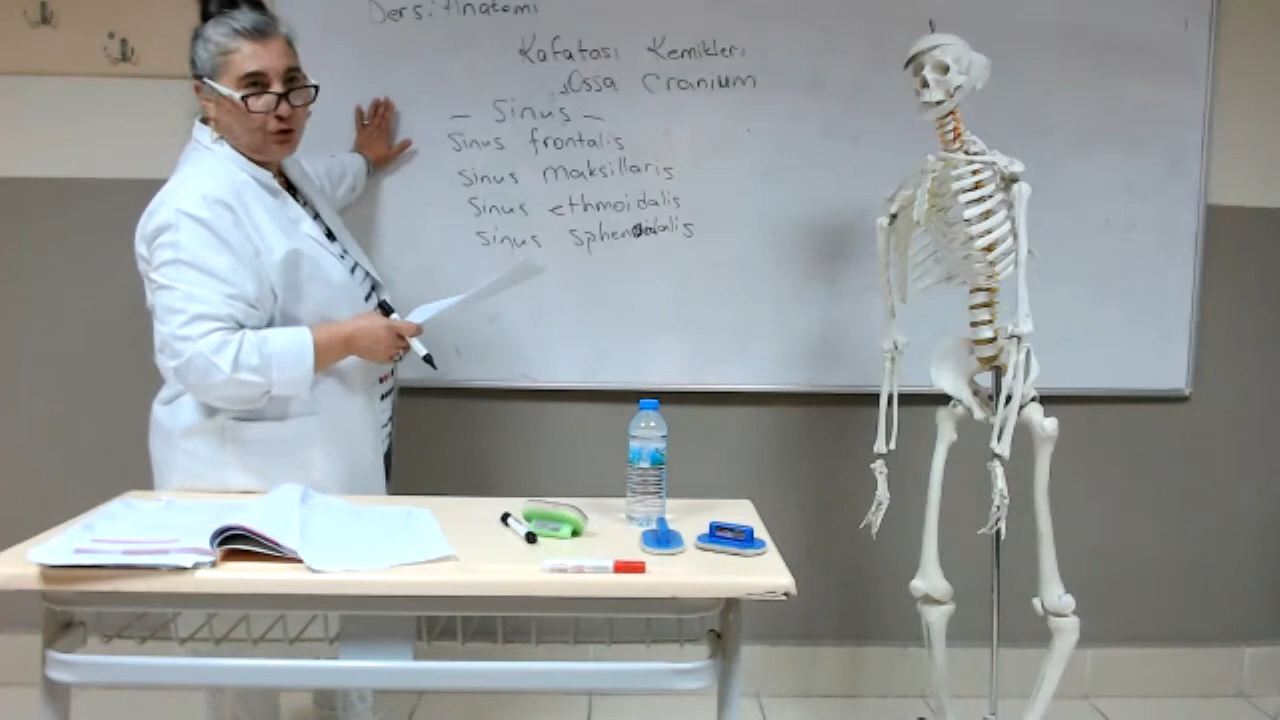 Ders: Anatomi
Kafatası Kemikleri
Ossa Cranium
- Sinus -
Sinus frontalis
Sinus maksillaris
Sinus ethmoidalis
Sinus sphenoidalis